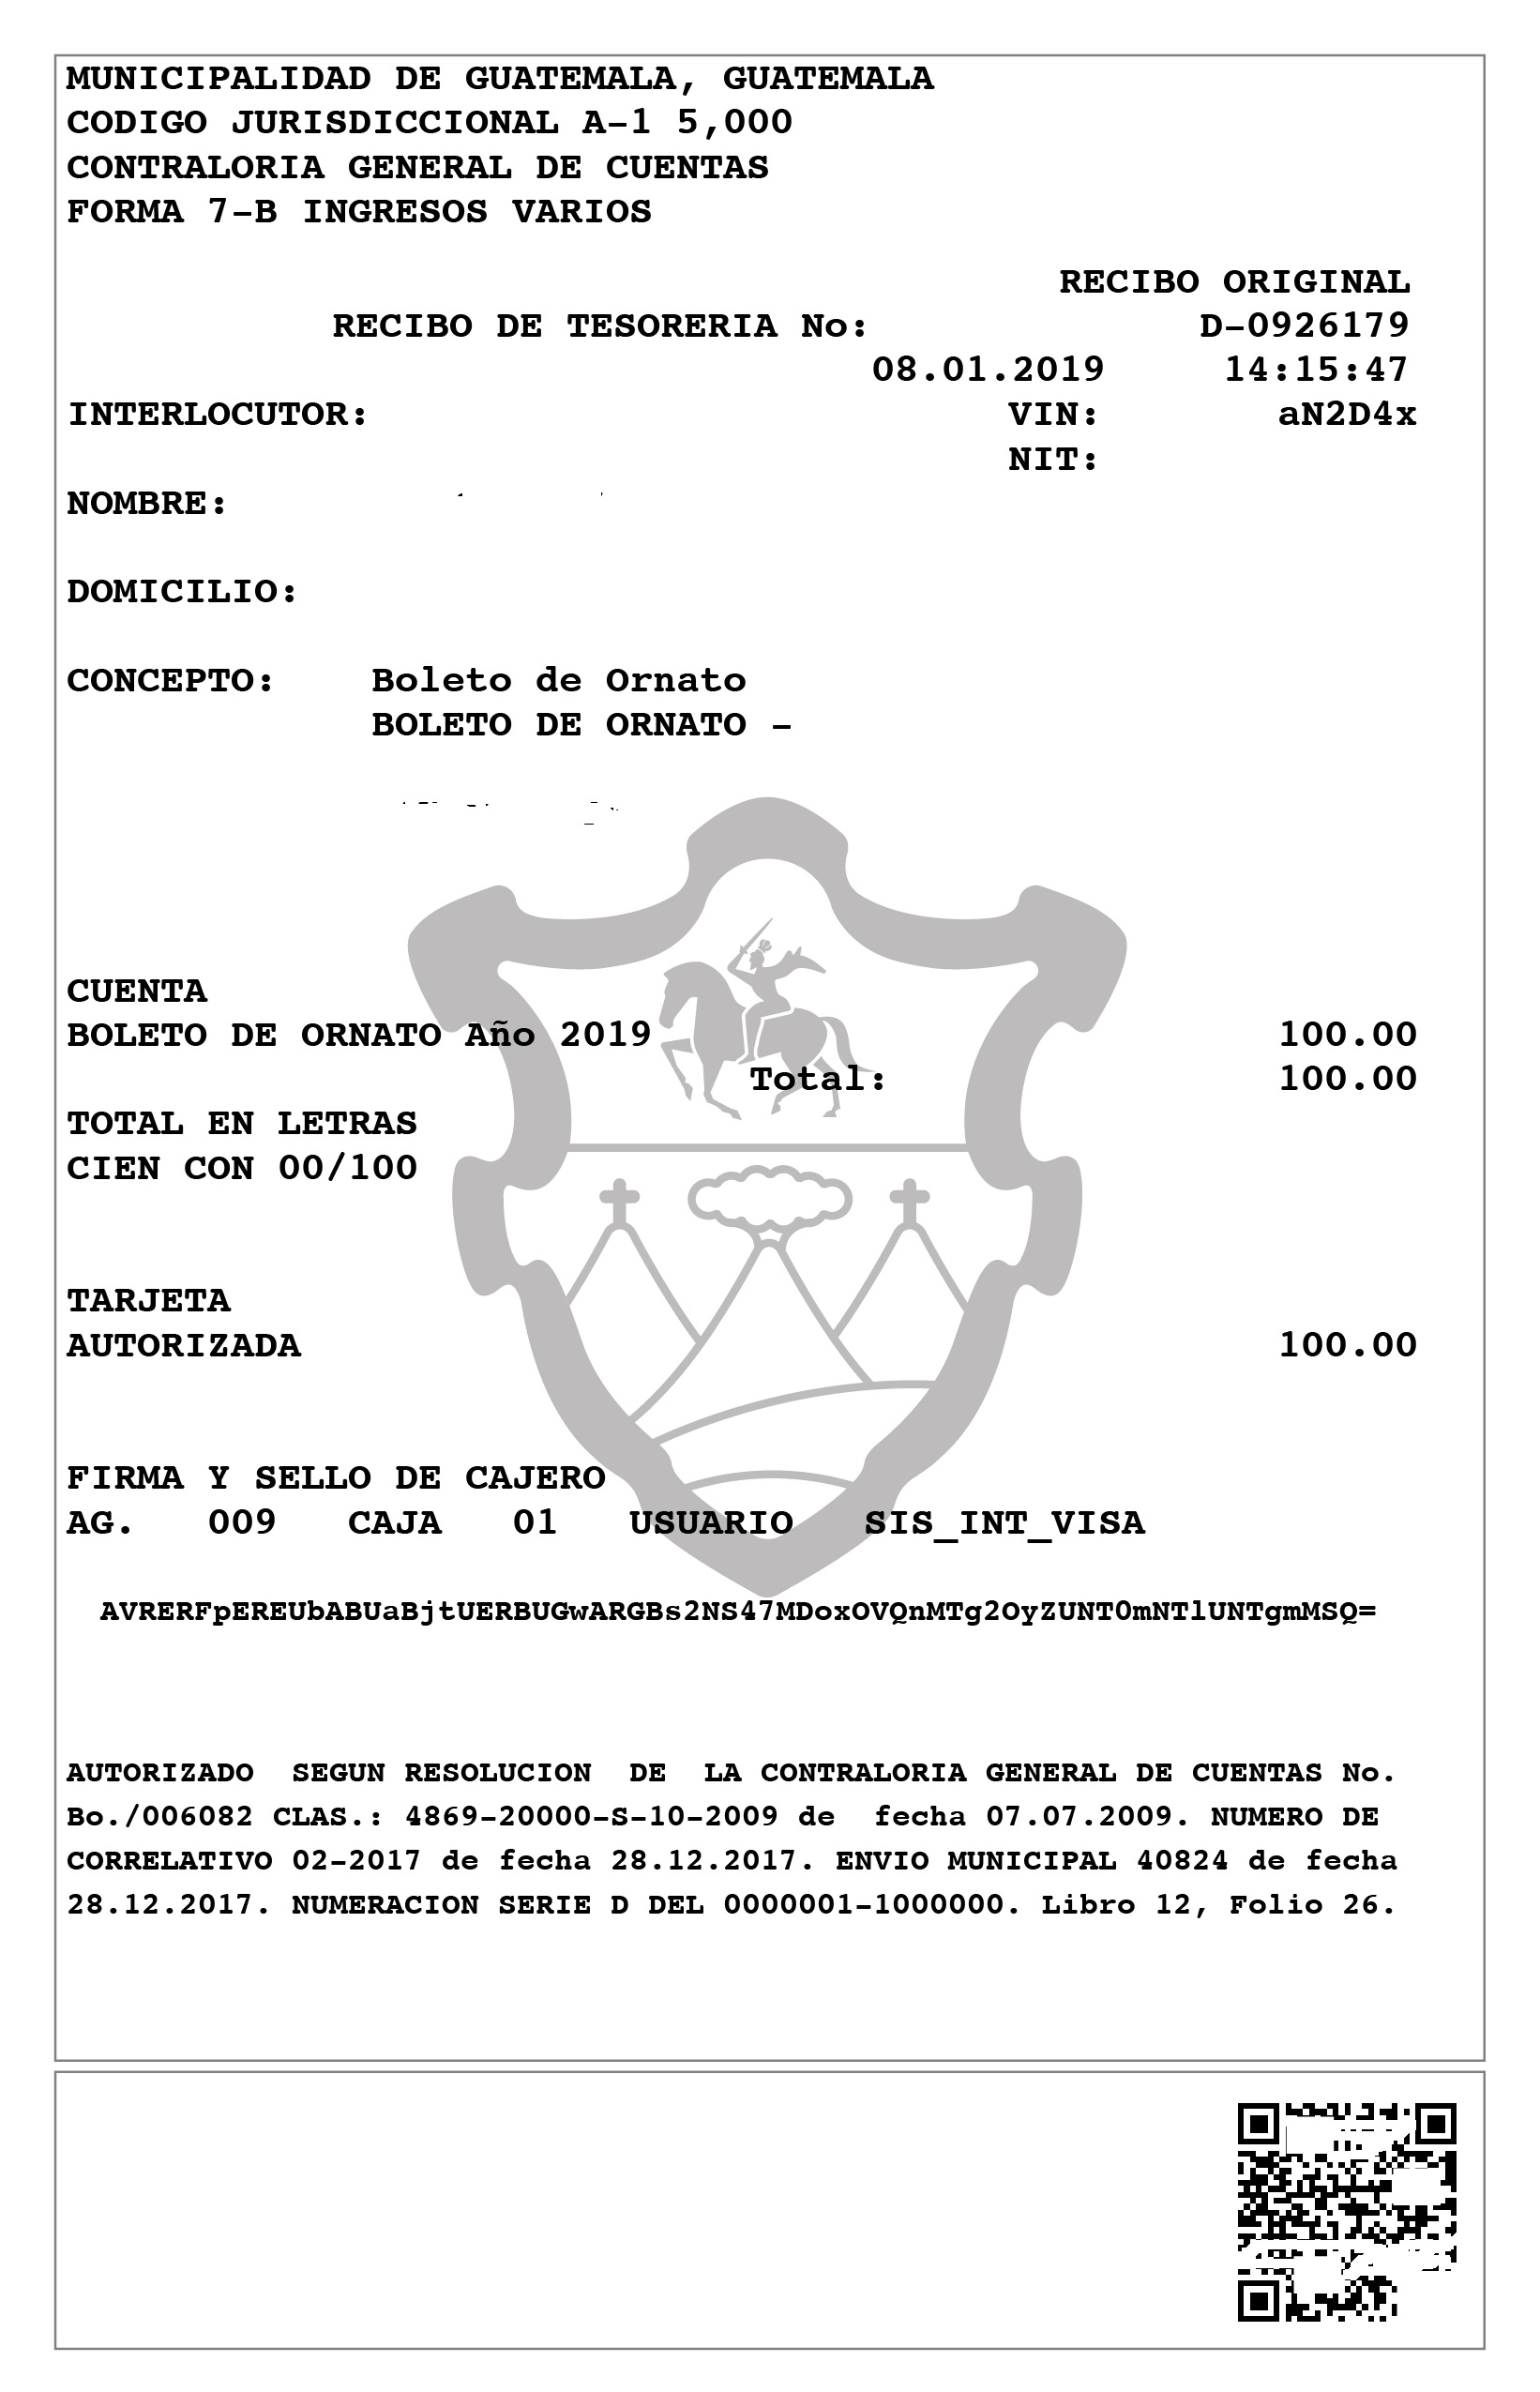 MUNICIPALIDAD DE GUATEMALA, GUATEMALA
CODIGO JURISDICCIONAL A-1 5,000
CONTRALORIA GENERAL DE CUENTAS
FORMA 7-B INGRESOS VARIOS
RECIBO ORIGINAL
RECIBO DE TESORERIA No: D-0926179
08.01.2019 14:15:47
INTERLOCUTOR: VIN: aN2D4x
NIT:
NOMBRE:
DOMICILIO:
CONCEPTO: Boleto de Ornato
BOLETO DE ORNATO -
CUENTA
BOLETO DE ORNATO Año 2019 100.00
Total: 100.00
TOTAL EN LETRAS
CIEN CON 00/100
TARJETA
AUTORIZADA 100.00
FIRMA Y SELLO DE CAJERO
AG. 009 CAJA 01 USUARIO SIS_INT_VISA
AVRERFpEREUbABUaBjtUERBUGwARGBs2NS47MDoxOVQnMTg2OyZUNT0mNTlUNTgmMSQ=
AUTORIZADO SEGUN RESOLUCION DE LA CONTRALORIA GENERAL DE CUENTAS No.
Bo./006082 CLAS.: 4869-20000-S-10-2009 de fecha 07.07.2009. NUMERO DE
CORRELATIVO 02-2017 de fecha 28.12.2017. ENVIO MUNICIPAL 40824 de fecha
28.12.2017. NUMERACION SERIE D DEL 0000001-1000000. Libro 12, Folio 26.